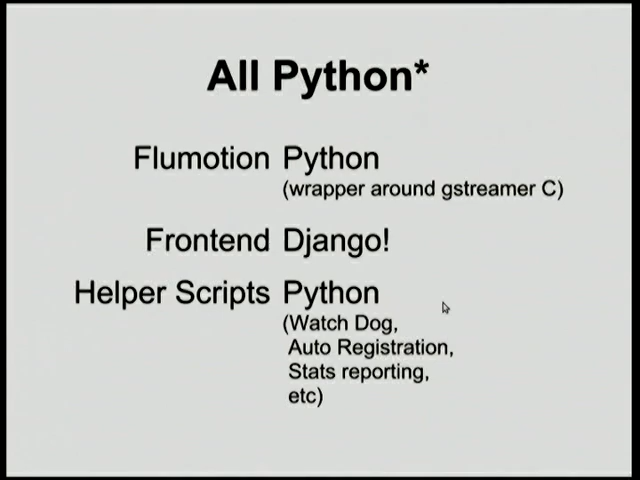 All Python*
Flumotion Python
(wrapper around gstreamer C)
Frontend Django!
Helper Scripts Python
(Watch Dog,
Auto Registration,
Stats reporting,
etc)